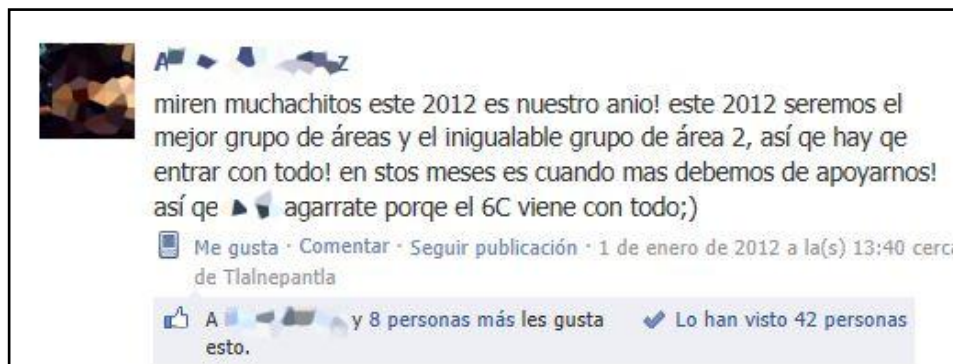 miren muchachitos este 2012 es nuestro anio! este 2012 seremos el
mejor grupo de áreas y el inigualable grupo de área 2, así qe hay qe
entrar con todo! en stos meses es cuando mas debemos de apoyarnos!
así qe agarrate porqe el 6C viene con todo;)
Me gusta · Comentar · Seguir publicación · 1 de enero de 2012 a la(s) 13:40 cerca
de Tlalnepantla
A y 8 personas más les gusta
esto.
Lo han visto 42 personas